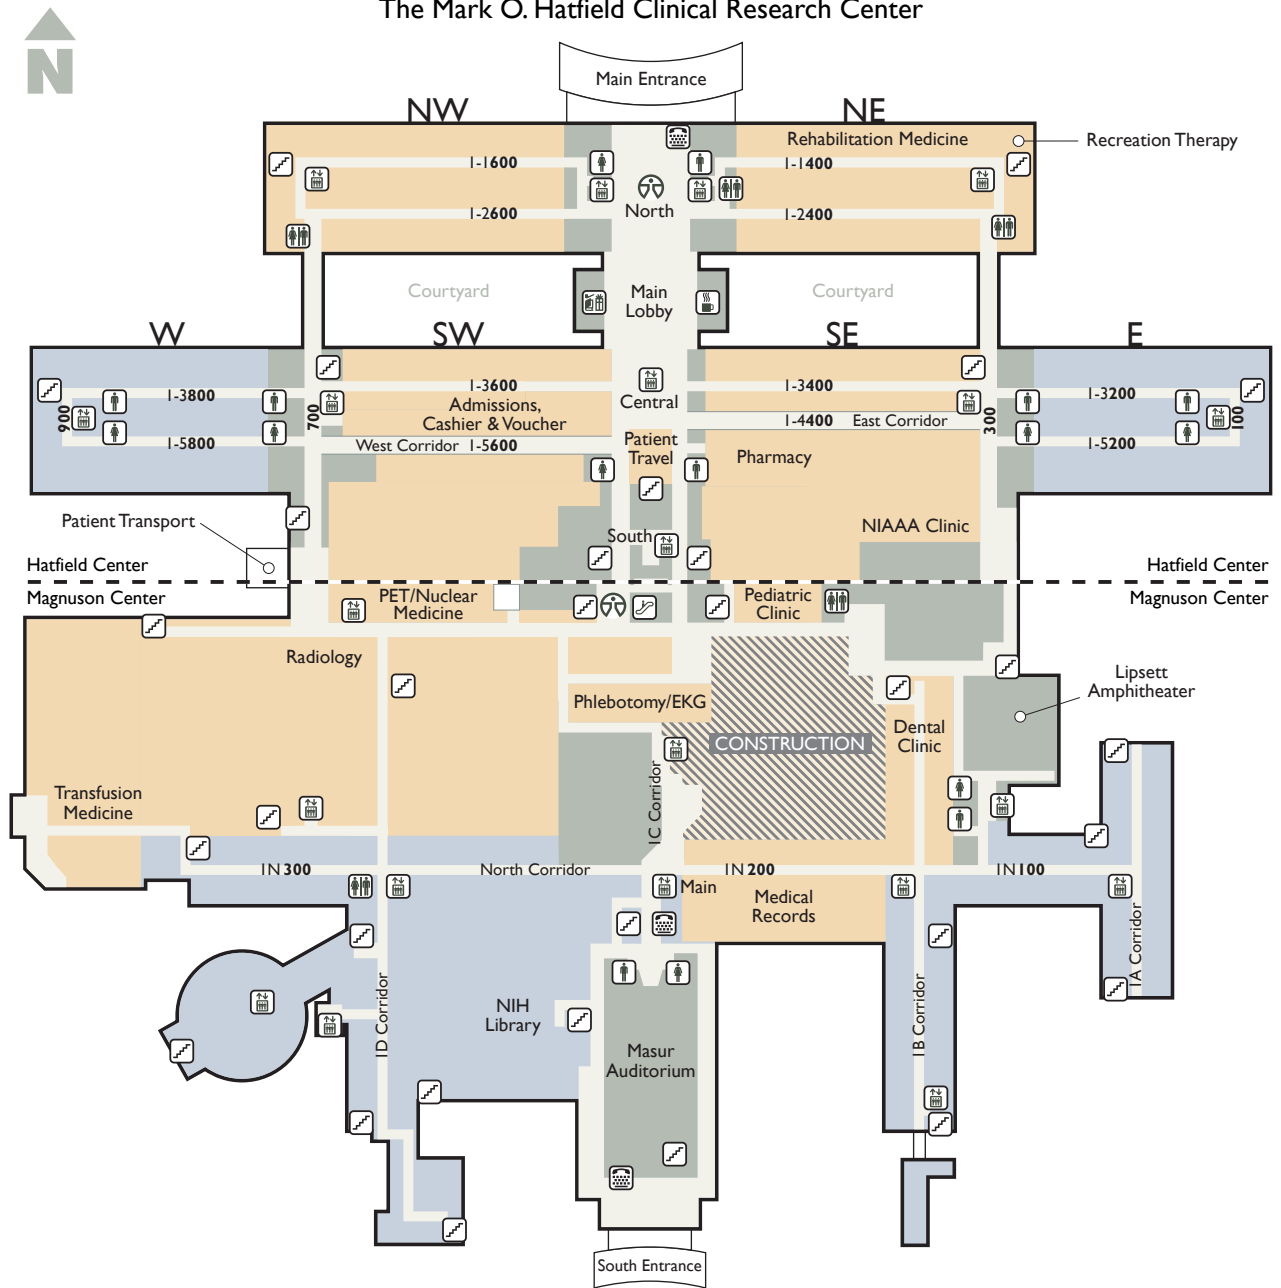 The Mark O. Hatfield Clinical Research Center
N
Main Entrance
NW
NE
Rehabilitation Medicine
Recreation Therapy
1-1600
1-1400
North
1-2600
1-2400
Courtyard
Main
Lobby
Courtyard
W
SW
SE
E
1-3800
1-3600
1-3400
1-3200
900
700
Admissions,
Cashier & Voucher
Central
300
100
1-4400 East Corridor
1-5800
West Corridor 1-5600
Patient
Travel
1-5200
Pharmacy
Patient Transport
South
NIAAA Clinic
Hatfield Center
Hatfield Center
Magnuson Center
Magnuson Center
PET/Nuclear
Medicine
Pediatric
Clinic
Radiology
Lipsett
Amphitheater
Phlebotomy/EKG
CONSTRUCTION
Dental
Clinic
Transfusion
Medicine
1C Corridor
1N 300
North Corridor
1N 200
1N 100
Main
Medical
Records
1A Corridor
1D Corridor
NIH
Library
1B Corridor
Masur
Auditorium
South Entrance